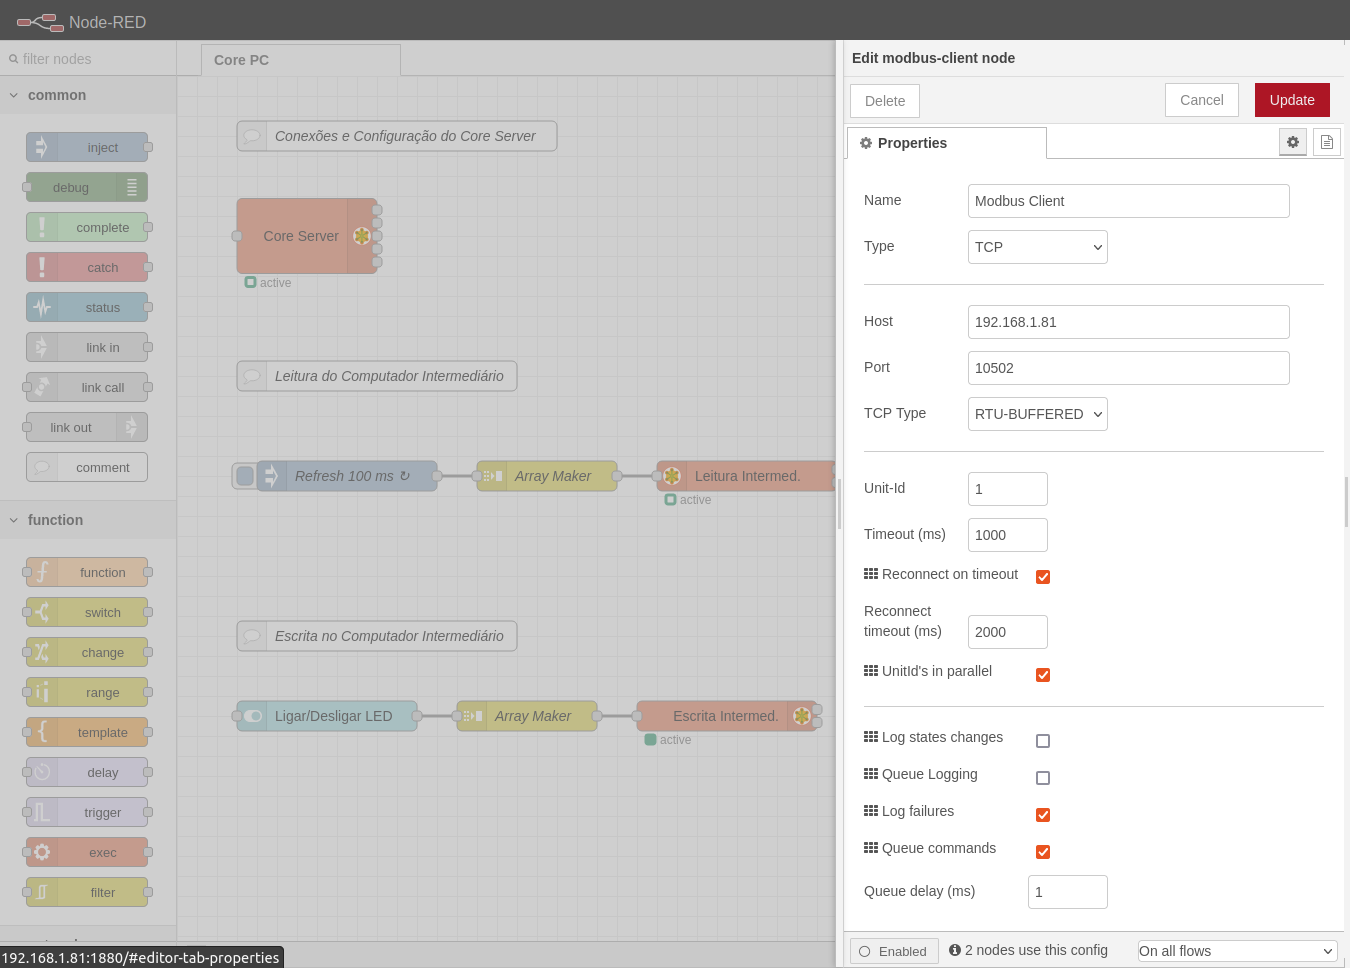 Node-RED
filter nodes
common
inject
debug
complete
catch
status
link in
link call
link out
comment
function
function
switch
change
range
template
delay
trigger
exec
filter
192.168.1.81:1880/#editor-tab-properties
Core PC
Conexões e Configuração do Core Server
Core Server
active
Leitura do Computador Intermediário
Refresh 100 ms ↻
Array Maker
Leitura Intermed.
active
Escrita no Computador Intermediário
Ligar/Desligar LED
Array Maker
Escrita Intermed.
active
Edit modbus-client node
Delete
Cancel
Update
Properties
Name
Modbus Client
Type
TCP
Host
192.168.1.81
Port
10502
TCP Type
RTU-BUFFERED
Unit-Id
1
Timeout (ms)
1000
Reconnect on timeout
Reconnect
timeout (ms)
2000
UnitId's in parallel
Log states changes
Queue Logging
Log failures
Queue commands
Queue delay (ms)
1
Enabled
2 nodes use this config
On all flows